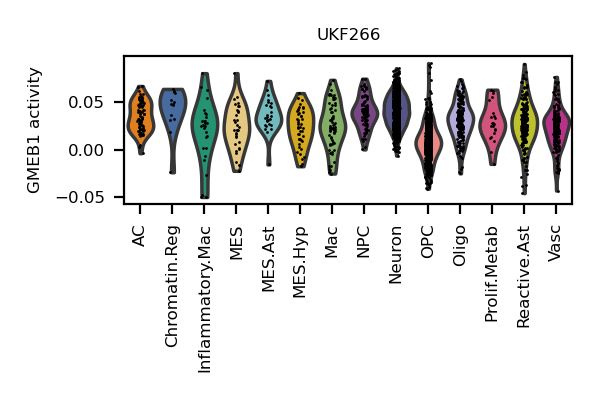 UKF266
GMEB1 activity
0.05
0.00
−0.05
AC
Chromatin.Reg
Inflammatory.Mac
MES
MES.Ast
MES.Hyp
Mac
NPC
Neuron
OPC
Oligo
Prolif.Metab
Reactive.Ast
Vasc